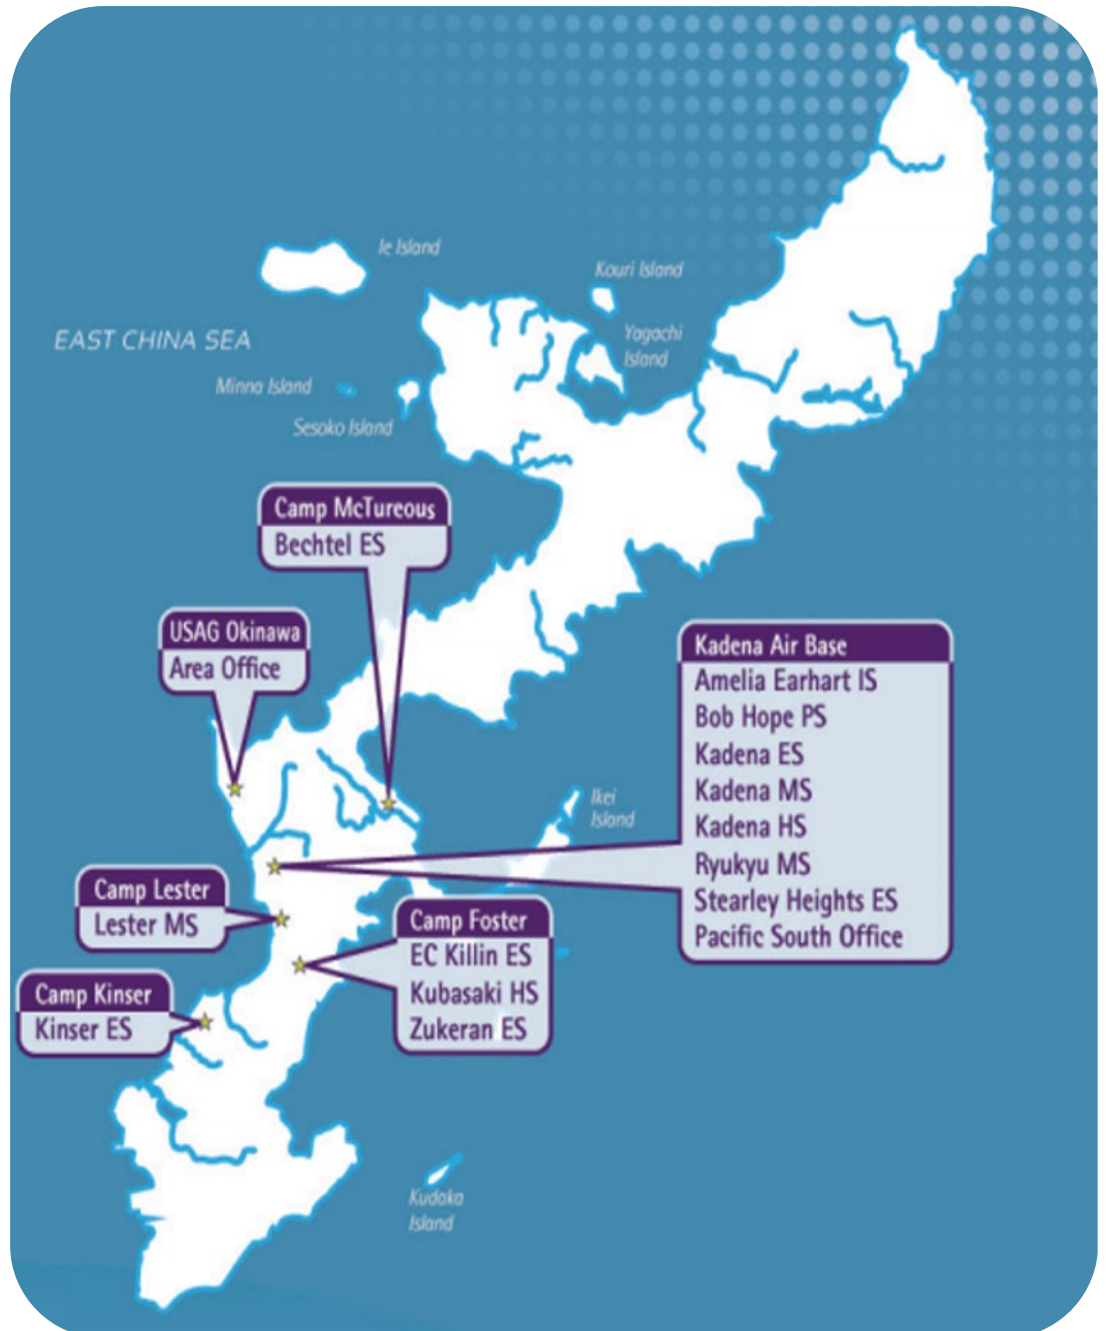 Ie Island
Kouri Island
EAST CHINA SEA
Yagachi
Island
Minna Island
Sesoko Island
Camp McTureous
Bechtel ES
USAG Okinawa
Area Office
Kadena Air Base
Amelia Earhart IS
Bob Hope PS
Kadena ES
Kadena MS
Kadena HS
Ryukyu MS
Stearley Heights ES
Pacific South Office
Ikei
Island
Camp Lester
Lester MS
Camp Foster
EC Killin ES
Kubasaki HS
Zukeran ES
Camp Kinser
Kinser ES
Kudaka
Island